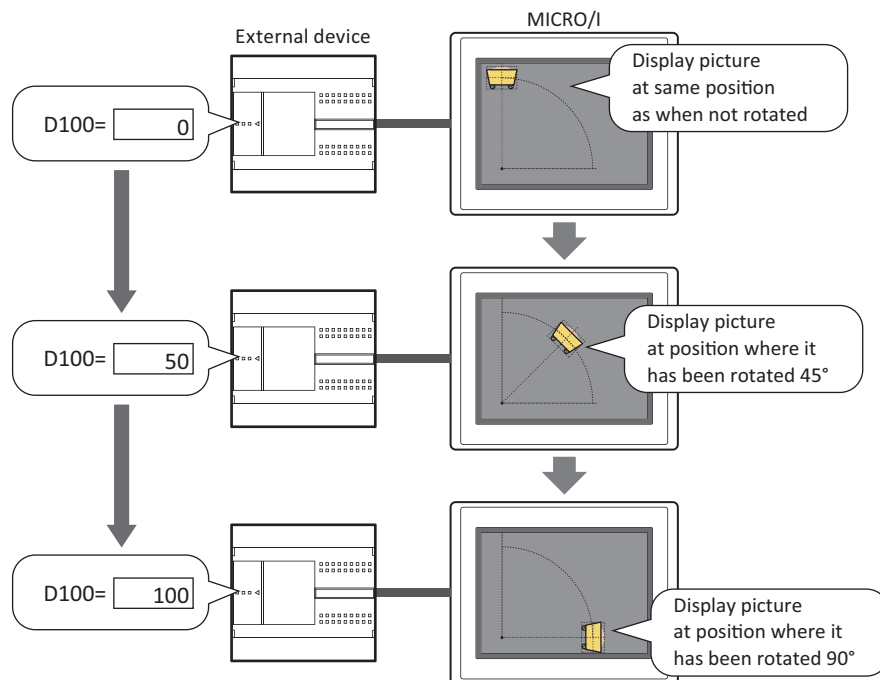 External device
MICRO/I
D100= 0
Display picture
at same position
as when not rotated
D100= 50
Display picture
at position where it
has been rotated 45°
D100= 100
Display picture
at position where it
has been rotated 90°